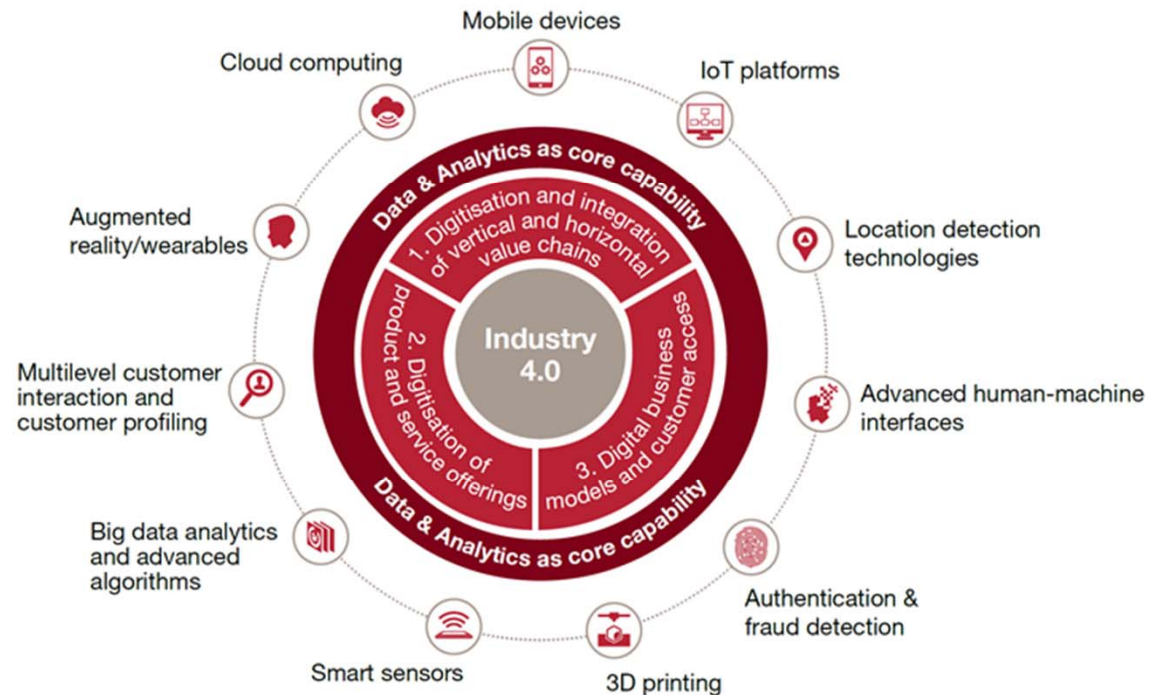 Mobile devices
Cloud computing
IoT platforms
Data & Analytics as core capability
1. Digitisation and integration
of vertical and horizontal
value chains
Augmented
reality/wearables
Location detection
technologies
Industry
4.0
2. Digitisation of
product and service offerings
3. Digital business
models and customer access
Multilevel customer
interaction and
customer profiling
Advanced human-machine
interfaces
Data & Analytics as core capability
Big data analytics
and advanced
algorithms
Authentication &
fraud detection
Smart sensors
3D printing